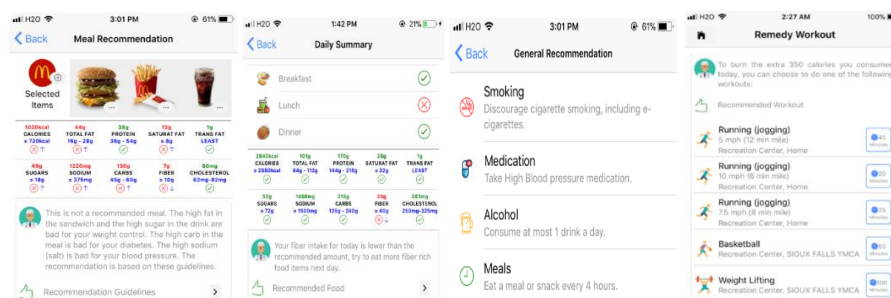 H2O 3:01 PM 61%
Back Meal Recommendation
Selected
Items
1020kcal 44g 38g 12g 1g
CALORIES TOTAL FAT PROTEIN SATURAT FAT TRANS FAT
≤ 720kcal 16g - 28g 36g - 54g ≤ 8g LEAST
49g 1220mg 130g 7g 80mg
SUGARS SODIUM CARBS FIBER CHOLESTEROL
≤ 18g ≤ 375mg 45g - 60g ≥ 10g 62mg-82mg
This is not a recommended meal. The high fat in
the sandwich and the high sugar in the drink are
bad for your weight control. The high carb in the
meal is bad for your diabetes. The high sodium
(salt) is bad for your blood pressure. The
recommendation is based on these guidelines.
Recommendation Guidelines
H2O 1:42 PM 21%
Back Daily Summary
Breakfast
Lunch
Dinner
2840kcal 101g 170g 1g
CALORIES TOTAL FAT PROTEIN SATURAT FAT TRANS FAT
≤ 2880kcal 84g - 112g 144g - 216g ≤ 32g LEAST
215g
SUGARS SODIUM CARBS FIBER CHOLESTEROL
≤ 72g ≤ 1500mg 135g - 240g ≥ 40g 250mg-325mg
Your fiber intake for today is lower than the
recommended amount, try to eat more fiber rich
food items next day.
Recommended Food
H2O 3:01 PM 61%
Back General Recommendation
Smoking
Discourage cigarette smoking, including e-
cigarettes.
Medication
Take High Blood pressure medication.
Alcohol
Consume at most 1 drink a day.
Meals
Eat a meal or snack every 4 hours.
H2O 2:27 AM 100%
Remedy Workout
To burn the extra 350 calories you consumed
today, you can choose to do one of the following
workouts:
Recommended Workout
Running (jogging)
5 mph (12 min mile)
Recreation Center, Home
Running (jogging)
10 mph (6 min mile)
Recreation Center, Home
Running (jogging)
7.5 mph (8 min mile)
Recreation Center, Home
Basketball
Recreation Center, SIOUX FALLS YMCA
Weight Lifting
Recreation Center, SIOUX FALLS YMCA